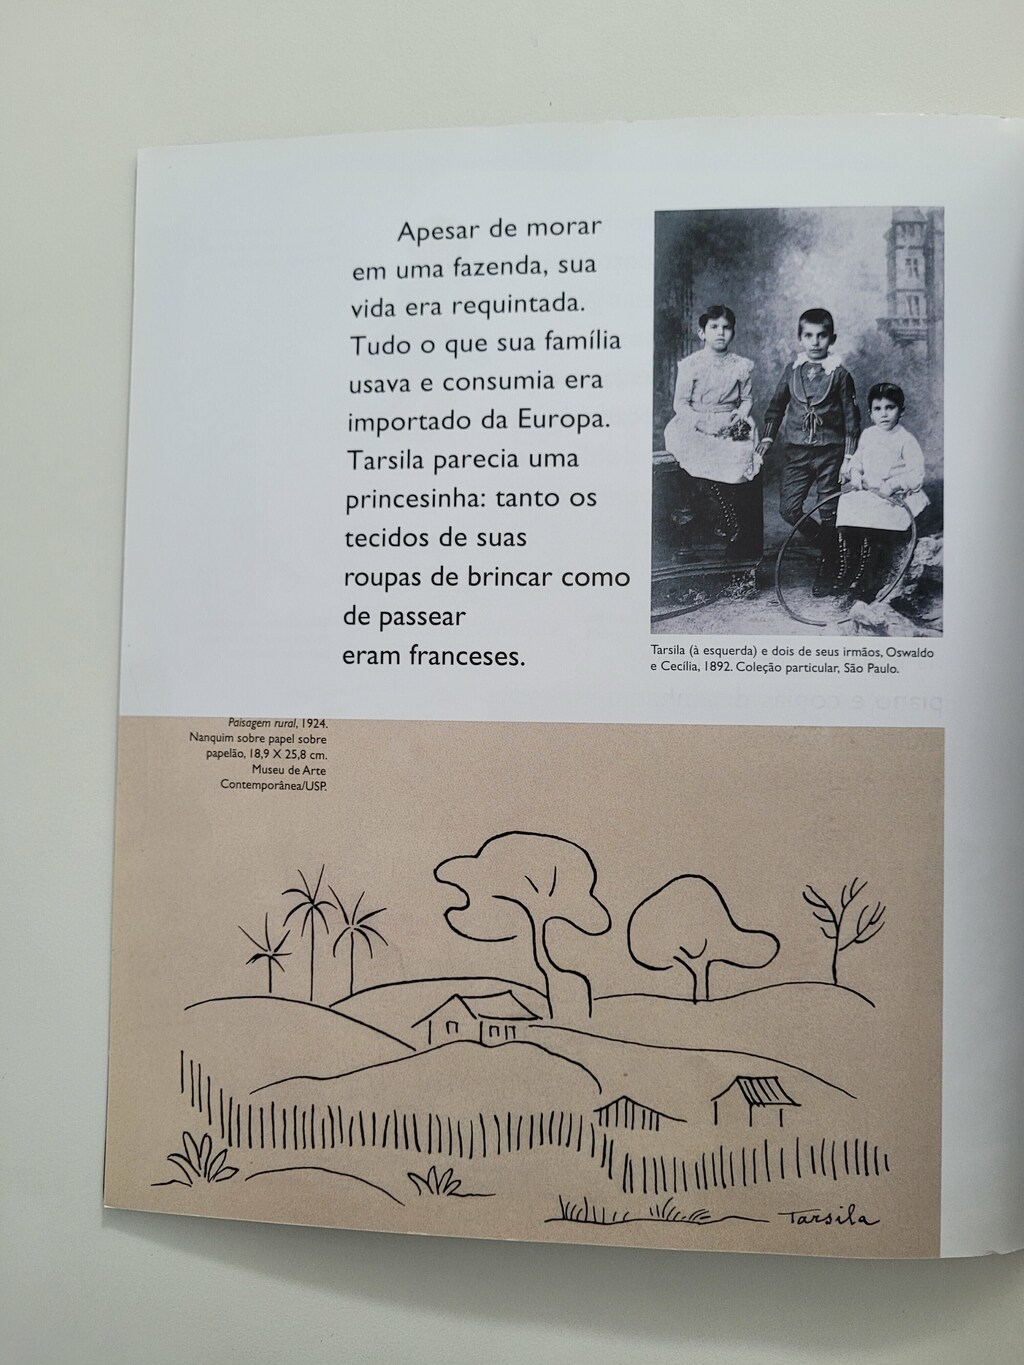 Apesar de morar
em uma fazenda, sua
vida era requintada.
Tudo o que sua família
usava e consumia era
importado da Europa.
Tarsila parecia uma
princesinha: tanto os
tecidos de suas
roupas de brincar como
de passear
eram franceses.
Tarsila (à esquerda) e dois de seus irmãos, Oswaldo
e Cecília, 1892. Coleção particular, São Paulo.
Paisagem rural, 1924.
Nanquim sobre papel sobre
papelão, 18,9 X 25,8 cm.
Museu de Arte
Contemporânea/USP.
Tarsila